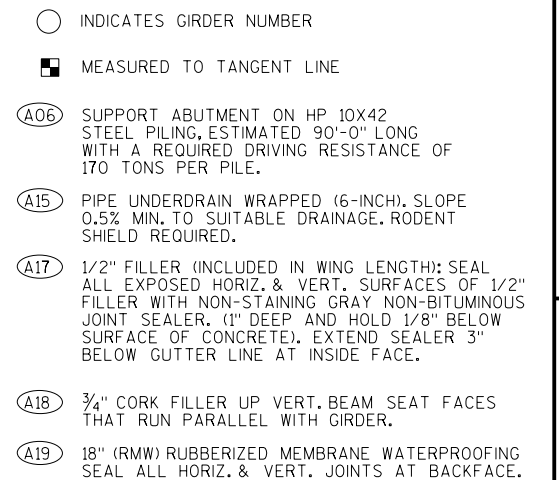 INDICATES GIRDER NUMBER
MEASURED TO TANGENT LINE
A06 SUPPORT ABUTMENT ON HP 10X42
STEEL PILING, ESTIMATED 90'-0" LONG
WITH A REQUIRED DRIVING RESISTANCE OF
170 TONS PER PILE.
A15 PIPE UNDERDRAIN WRAPPED (6-INCH). SLOPE
0.5% MIN. TO SUITABLE DRAINAGE. RODENT
SHIELD REQUIRED.
A17 1/2" FILLER (INCLUDED IN WING LENGTH): SEAL
ALL EXPOSED HORIZ. & VERT. SURFACES OF 1/2"
FILLER WITH NON-STAINING GRAY NON-BITUMINOUS
JOINT SEALER. (1" DEEP AND HOLD 1/8" BELOW
SURFACE OF CONCRETE). EXTEND SEALER 3"
BELOW GUTTER LINE AT INSIDE FACE.
A18 3/4" CORK FILLER UP VERT. BEAM SEAT FACES
THAT RUN PARALLEL WITH GIRDER.
A19 18" (RMW) RUBBERIZED MEMBRANE WATERPROOFING
SEAL ALL HORIZ. & VERT. JOINTS AT BACKFACE.